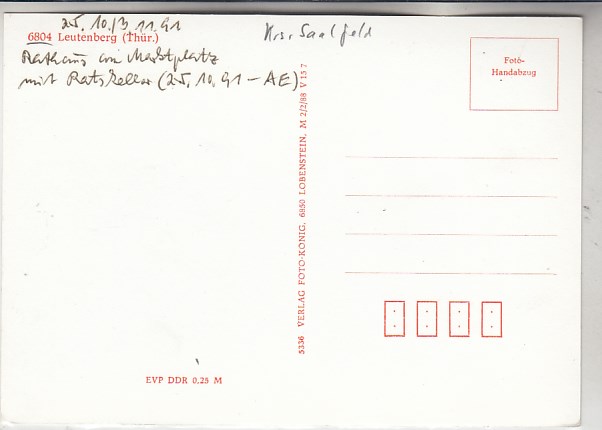 25.10./3.11.91
Krs. Saalfeld
6804 Leutenberg (Thür.)
Rathaus am Marktplatz
mit Ratskeller (25.10.91 - AE)
Foto-
Handabzug
5336 VERLAG FOTO-KÖNIG, 6850 LOBENSTEIN, M 2/2/88 V 15 7
EVP DDR 0,25 M